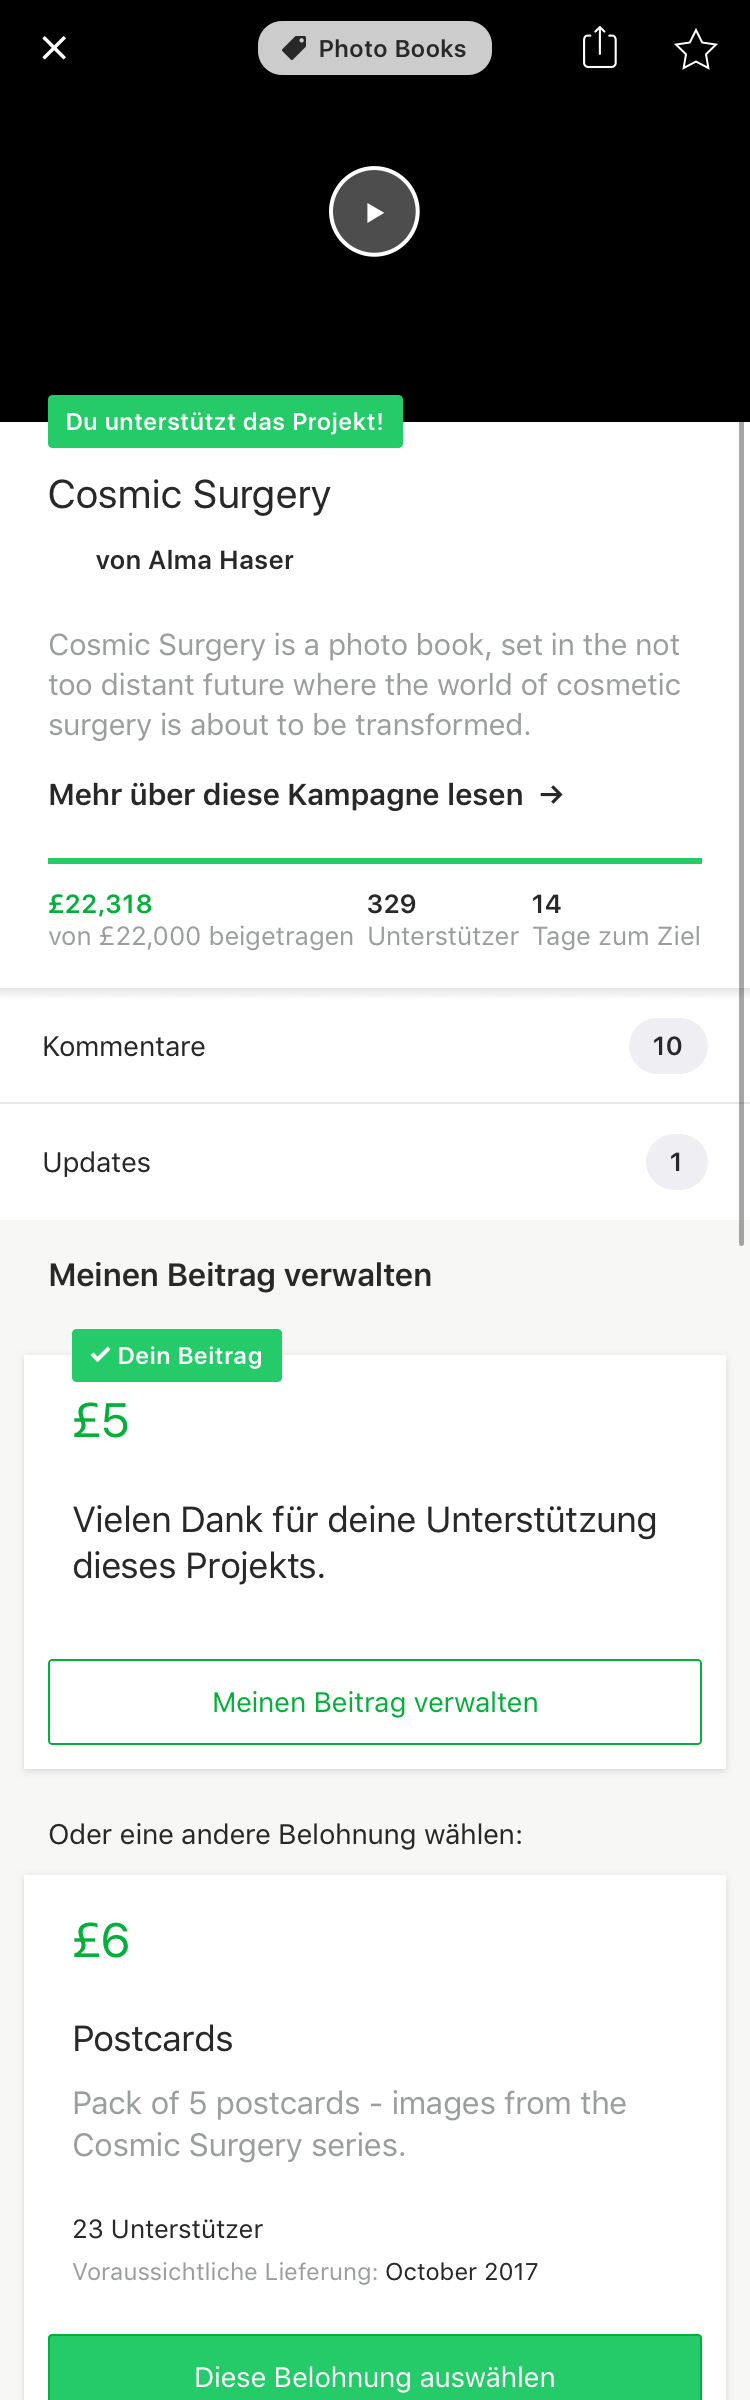 Photo Books
Du unterstützt das Projekt!
Cosmic Surgery
von Alma Haser
Cosmic Surgery is a photo book, set in the not
too distant future where the world of cosmetic
surgery is about to be transformed.
Mehr über diese Kampagne lesen →
£22,318
von £22,000 beigetragen
329
Unterstützer
14
Tage zum Ziel
Kommentare
10
Updates
1
Meinen Beitrag verwalten
✓ Dein Beitrag
£5
Vielen Dank für deine Unterstützung
dieses Projekts.
Meinen Beitrag verwalten
Oder eine andere Belohnung wählen:
£6
Postcards
Pack of 5 postcards - images from the
Cosmic Surgery series.
23 Unterstützer
Voraussichtliche Lieferung: October 2017
Diese Belohnung auswählen